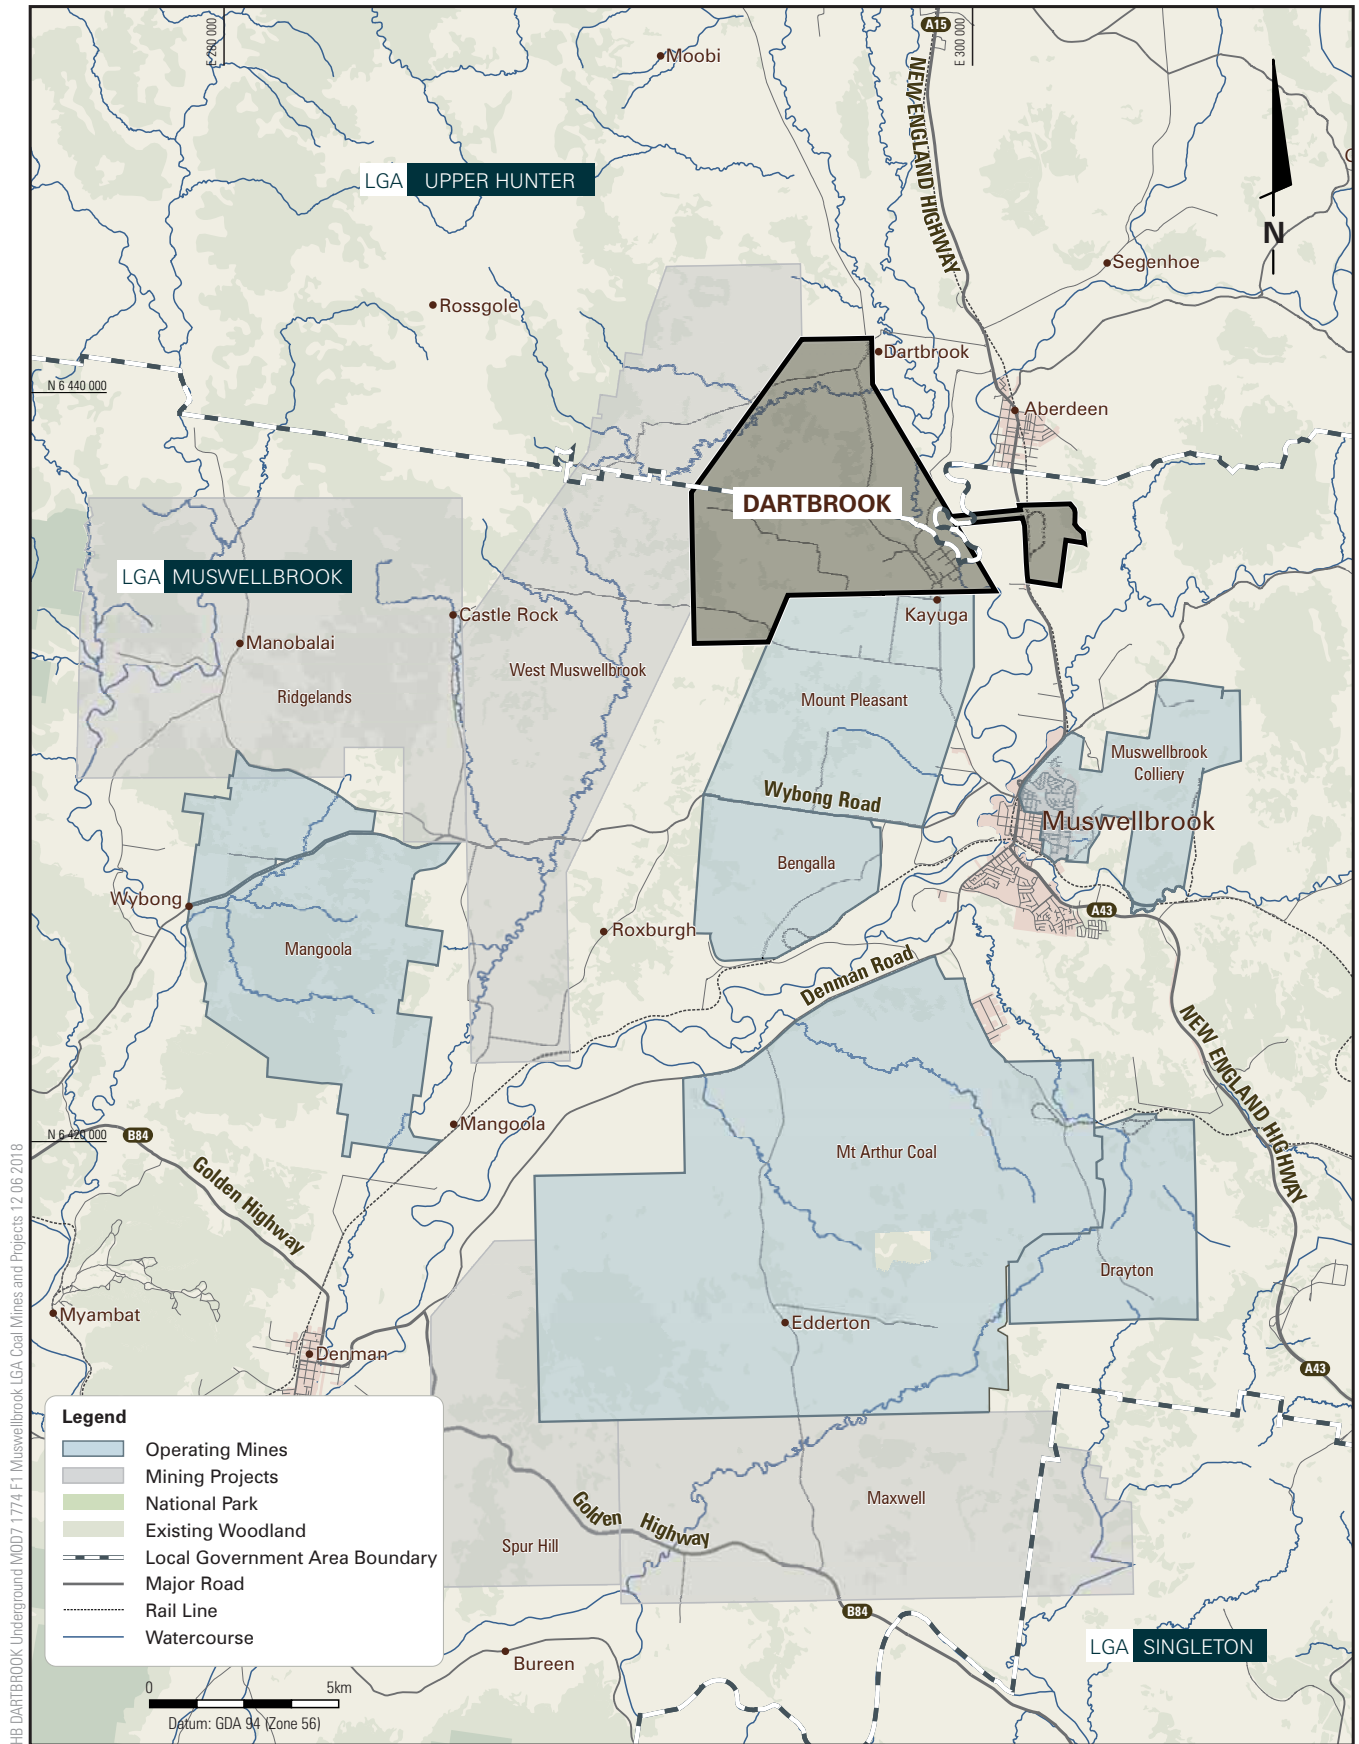 E 280 000
A15
E 300 000
Moobi
NEW ENGLAND HIGHWAY
LGA UPPER HUNTER
N
Segenhoe
Rossgole
Dartbrook
N 6 440 000
Aberdeen
DARTBROOK
LGA MUSWELLBROOK
Castle Rock
Kayuga
Manobalai
West Muswellbrook
Ridgelands
Mount Pleasant
Muswellbrook
Colliery
Wybong Road
Muswellbrook
Bengalla
Wybong
A43
Roxburgh
Mangoola
Denman Road
NEW ENGLAND HIGHWAY
Mangoola
N 6 420 000
B84
Mt Arthur Coal
Golden Highway
Drayton
Myambat
Edderton
Denman
A43
Legend
Operating Mines
Mining Projects
National Park
Existing Woodland
Local Government Area Boundary
Major Road
Rail Line
Watercourse
Maxwell
Golden Highway
Spur Hill
B84
LGA SINGLETON
Bureen
0 5km
Datum: GDA 94 (Zone 56)
HB DARTBROOK Underground MOD7 1774 F1 Muswellbrook LGA Coal Mines and Projects 12 06 2018